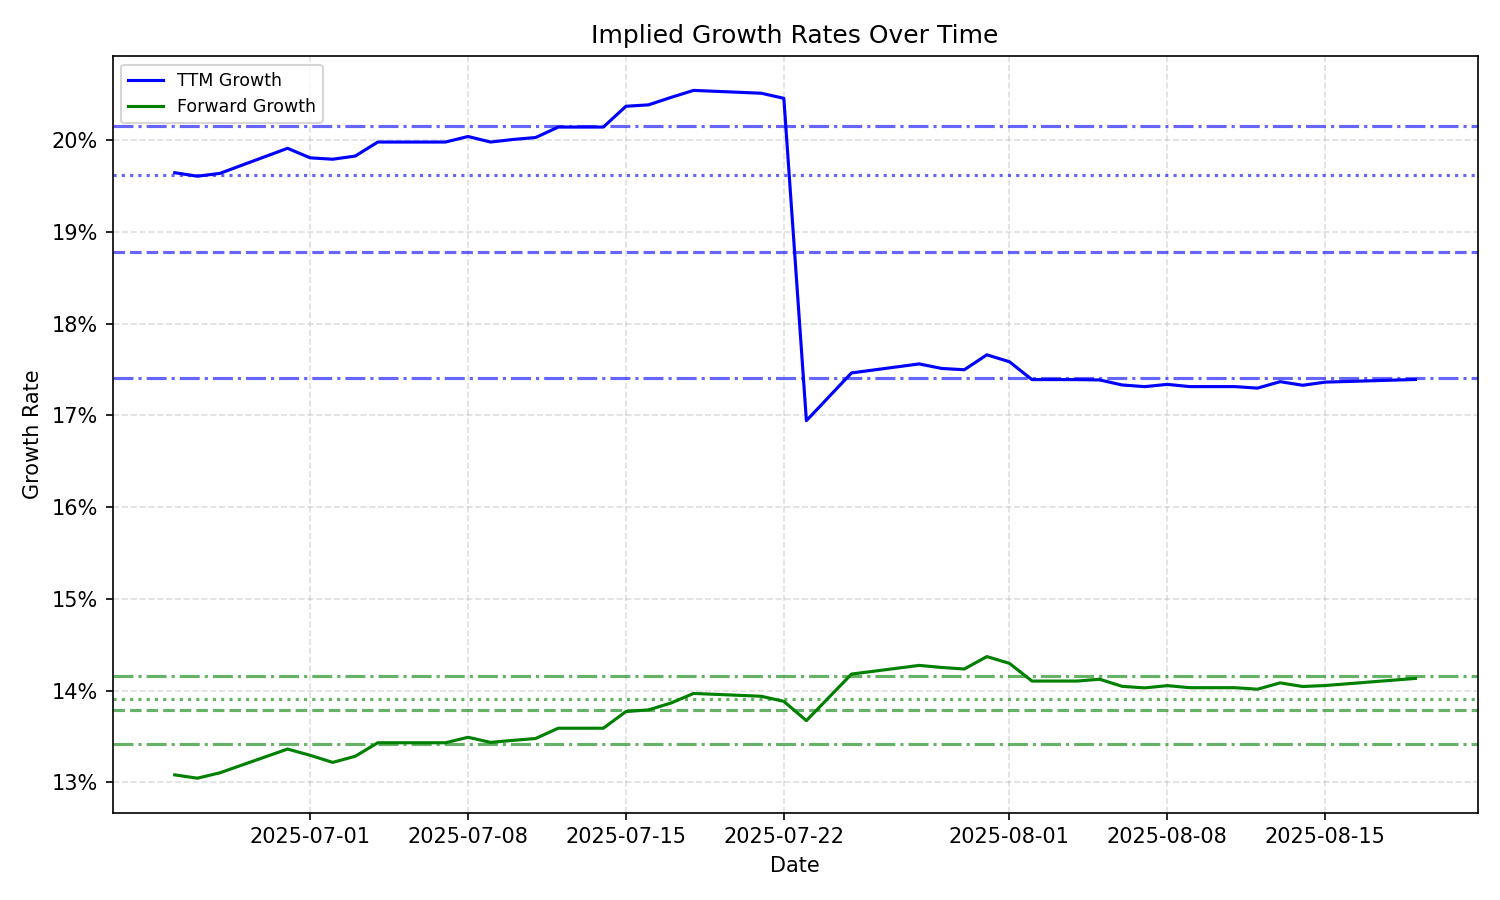 Implied Growth Rates Over Time
TTM Growth
Forward Growth
20%
19%
18%
17%
16%
15%
14%
13%
Growth Rate
2025-07-01 2025-07-08 2025-07-15 2025-07-22 2025-08-01 2025-08-08 2025-08-15
Date